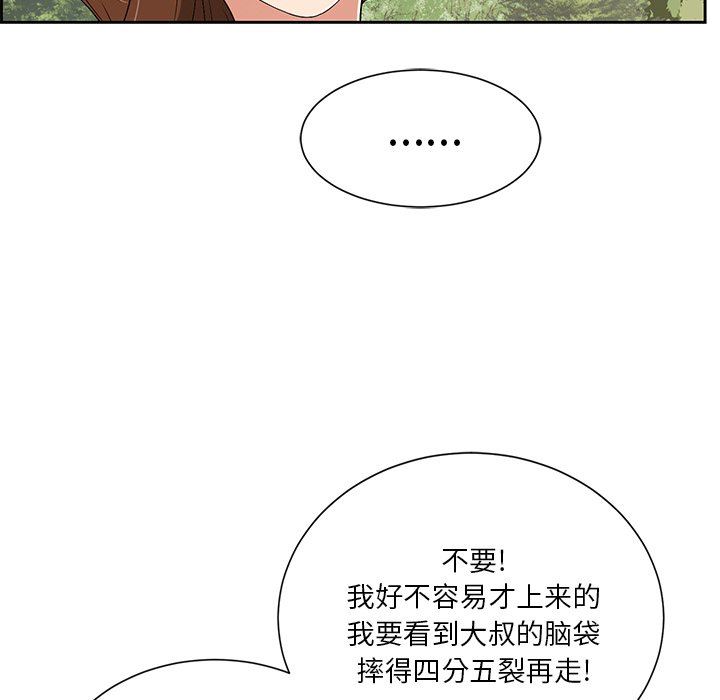 ……
不要!
我好不容易才上来的
我要看到大叔的脑袋
摔得四分五裂再走!